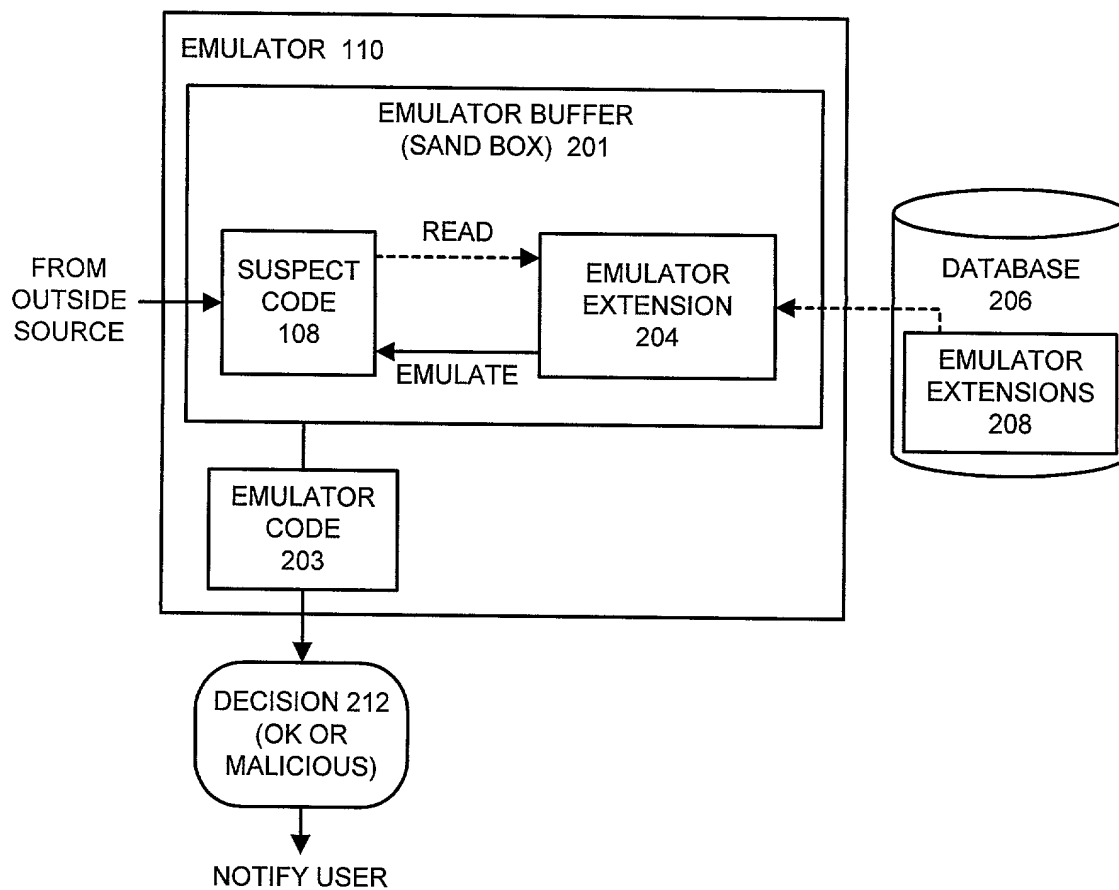 EMULATOR 110
EMULATOR BUFFER
(SAND BOX) 201
FROM
OUTSIDE
SOURCE
SUSPECT
CODE
108
READ
EMULATE
EMULATOR
EXTENSION
204
DATABASE
206
EMULATOR
EXTENSIONS
208
EMULATOR
CODE
203
DECISION 212
(OK OR
MALICIOUS)
NOTIFY USER